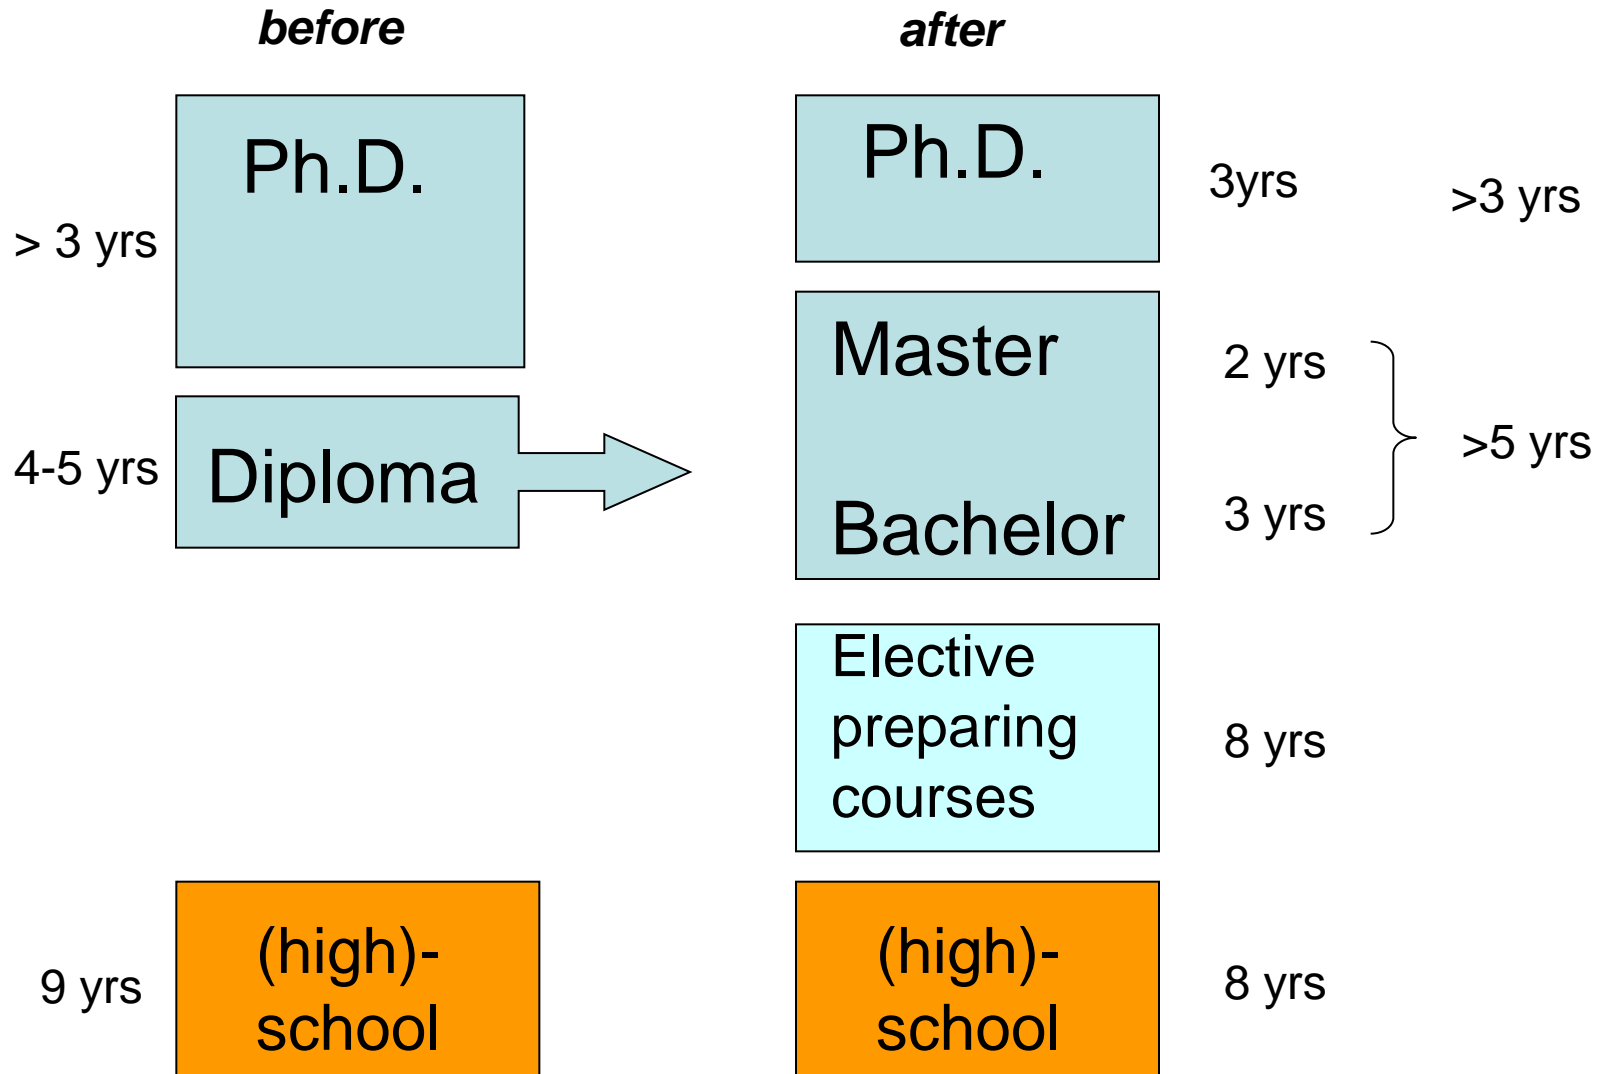 before
after
Ph.D.
> 3 yrs
Diploma
4-5 yrs
(high)-
school
9 yrs
Ph.D.
3yrs
>3 yrs
Master
2 yrs
Bachelor
3 yrs
>5 yrs
Elective
preparing
courses
8 yrs
(high)-
school
8 yrs